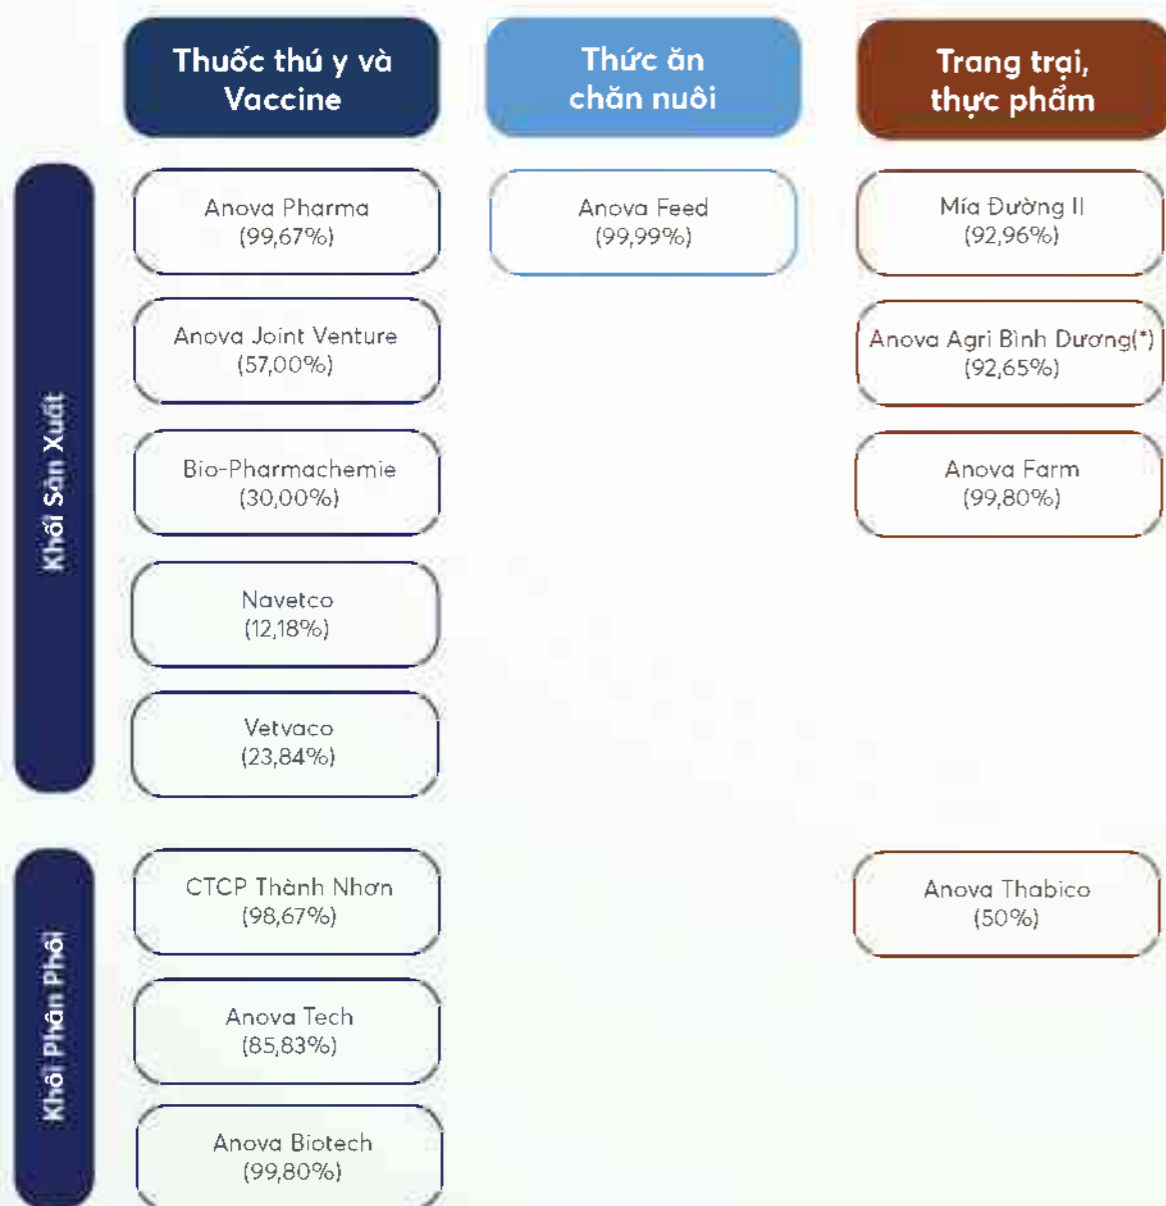 Thuốc thú y và
Vaccine
Thức ăn
chăn nuôi
Trang trại,
thực phẩm
Khối Sản Xuất
Anova Pharma
(99,67%)
Anova Feed
(99,99%)
Mía Đường II
(92,96%)
Anova Joint Venture
(57,00%)
Anova Agri Bình Dương(*)
(92,65%)
Bio-Pharmachemie
(30,00%)
Anova Farm
(99,80%)
Navetco
(12,18%)
Vetvaco
(23,84%)
Khối Phân Phối
CTCP Thành Nhơn
(98,67%)
Anova Thabico
(50%)
Anova Tech
(85,83%)
Anova Biotech
(99,80%)